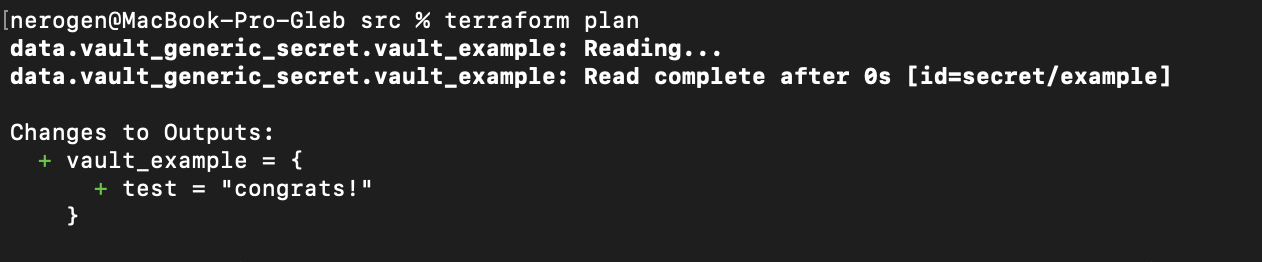 [nerogen@MacBook-Pro-Gleb src % terraform plan
data.vault_generic_secret.vault_example: Reading...
data.vault_generic_secret.vault_example: Read complete after 0s [id=secret/example]
Changes to Outputs:
+ vault_example = {
+ test = "congrats!"
}